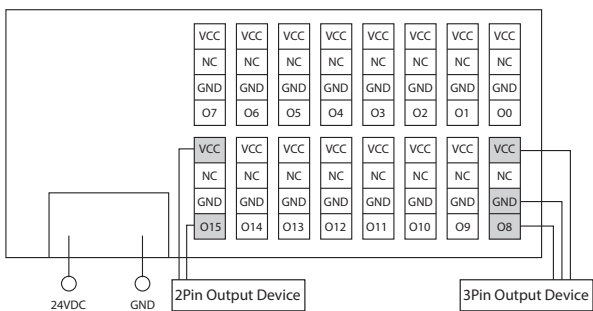 VCC VCC VCC VCC VCC VCC VCC VCC
NC NC NC NC NC NC NC NC
GND GND GND GND GND GND GND GND
O7 O6 O5 O4 O3 O2 O1 O0
VCC VCC VCC VCC VCC VCC VCC VCC
NC NC NC NC NC NC NC NC
GND GND GND GND GND GND GND GND
O15 O14 O13 O12 O11 O10 O9 O8
24VDC GND 2Pin Output Device 3Pin Output Device